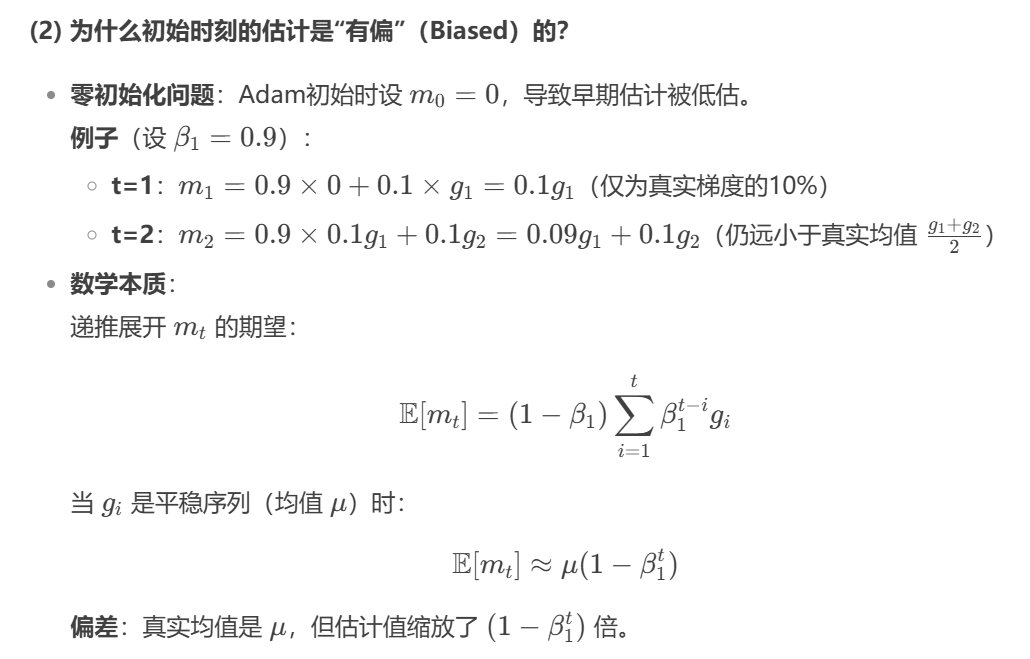 (2) 为什么初始时刻的估计是“有偏”（Biased）的？
• 零初始化问题：Adam初始时设 $m_0 = 0$，导致早期估计被低估。
例子（设 $\beta_1 = 0.9$）：
◦ t=1：$m_1 = 0.9 \times 0 + 0.1 \times g_1 = 0.1g_1$（仅为真实梯度的10%）
◦ t=2：$m_2 = 0.9 \times 0.1g_1 + 0.1g_2 = 0.09g_1 + 0.1g_2$（仍远小于真实均值 $\frac{g_1+g_2}{2}$）
• 数学本质：
递推展开 $m_t$ 的期望：
$\mathbb{E}[m_t] = (1 - \beta_1) \sum_{i=1}^{t} \beta_1^{t-i} g_i$
当 $g_i$ 是平稳序列（均值 $\mu$）时：
$\mathbb{E}[m_t] \approx \mu(1 - \beta_1^t)$
偏差：真实均值是 $\mu$，但估计值缩放了 $(1 - \beta_1^t)$ 倍。